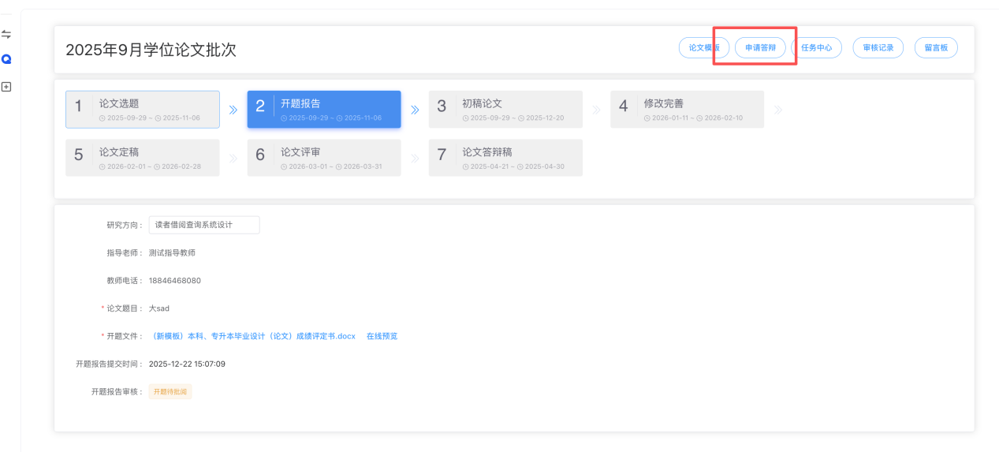 2025年9月学位论文批次
论文模版 申请答辩 任务中心 审核记录 留言板
1 论文选题 2 开题报告 3 初稿论文 4 修改完善
2025-09-29 ~ 2025-11-06 2025-09-29 ~ 2025-11-06 2025-09-29 ~ 2025-12-20 2026-01-11 ~ 2026-02-10
5 论文定稿 6 论文评审 7 论文答辩稿
2026-02-01 ~ 2026-02-28 2026-03-01 ~ 2026-03-31 2025-04-21 ~ 2025-04-30
研究方向: 读者借阅查询系统设计
指导老师: 测试指导教师
教师电话: 18846468080
* 论文题目: 大sad
* 开题文件: (新模板)本科、专升本毕业设计(论文)成绩评定书.docx 在线预览
开题报告提交时间: 2025-12-22 15:07:09
开题报告审核: 开题待批阅